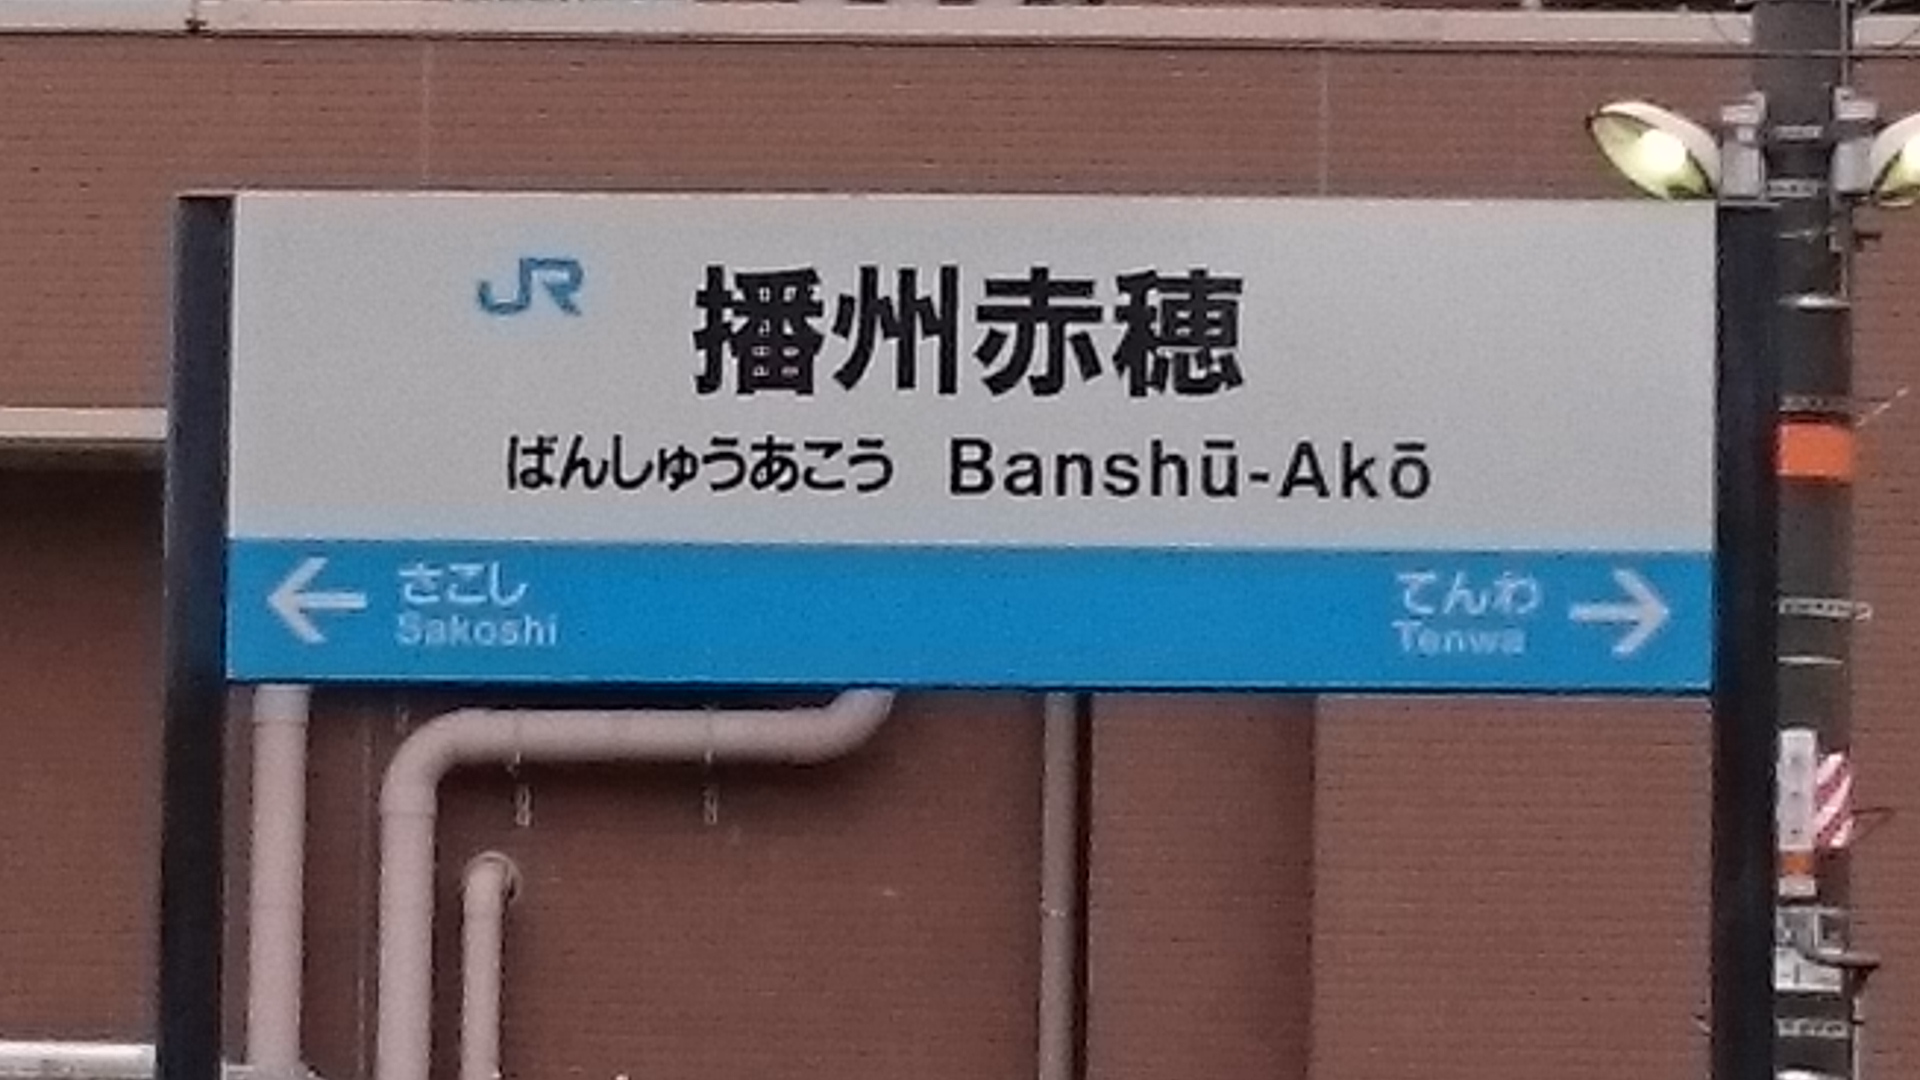 JR 播州赤穂
ばんしゅうあこう Banshū-Akō
さこし
Sakoshi
てんわ
Tenwa